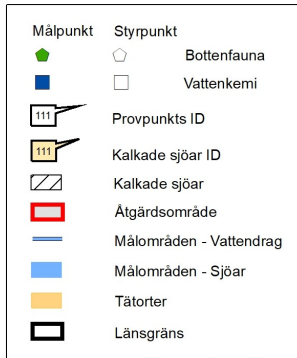 Målpunkt Styrpunkt
Bottenfauna
Vattenkemi
111 Provpunkts ID
111 Kalkade sjöar ID
Kalkade sjöar
Åtgärdsområde
Målområden - Vattendrag
Målområden - Sjöar
Tätorter
Länsgräns